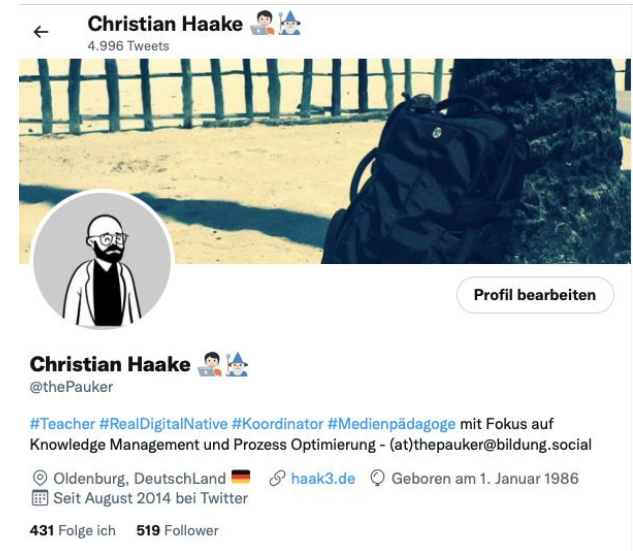 Christian Haake 🧑🏻‍💻🧙🏻‍♂️
4.996 Tweets
Profil bearbeiten
Christian Haake 🧑🏻‍💻🧙🏻‍♂️
@thePauker
#Teacher #RealDigitalNative #Koordinator #Medienpädagoge mit Fokus auf
Knowledge Management und Prozess Optimierung - (at)thepauker@bildung.social
Oldenburg, DeutschLand 🇩🇪 haak3.de Geboren am 1. Januar 1986
Seit August 2014 bei Twitter
431 Folge ich 519 Follower